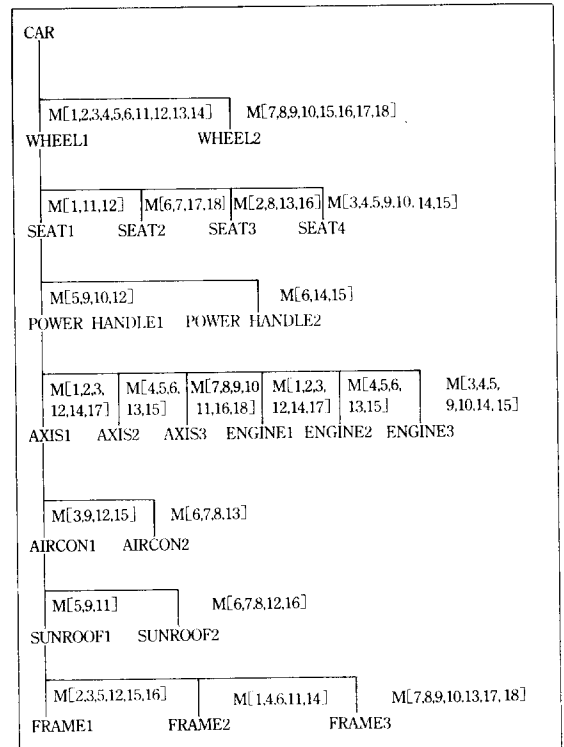 CAR
M[1,2,3,4,5,6,11,12,13,14] M[7,8,9,10,15,16,17,18]
WHEEL1 WHEEL2
M[1,11,12] M[6,7,17,18] M[2,8,13,16] M[3,4,5,9,10.14,15]
SEAT1 SEAT2 SEAT3 SEAT4
M[5,9,10,12] M[6,14,15]
POWER HANDLE1 POWER HANDLE2
M[1,2,3, M[4,5,6, M[7,8,9,10 M[1,2,3, M[4,5,6, M[3,4,5,
12,14,17] 13,15] 11,16,18] 12,14,17] 13,15] 9,10,14,15]
AXIS1 AXIS2 AXIS3 ENGINE1 ENGINE2 ENGINE3
M[3,9,12,15] M[6,7,8.13]
AIRCON1 AIRCON2
M[5,9,11] M[6,7.8,12,16]
SUNROOF1 SUNROOF2
M[2,3,5,12,15,16] M[1,4,6,11,14] M[7,8,9,10.13,17,18]
FRAME1 FRAME2 FRAME3